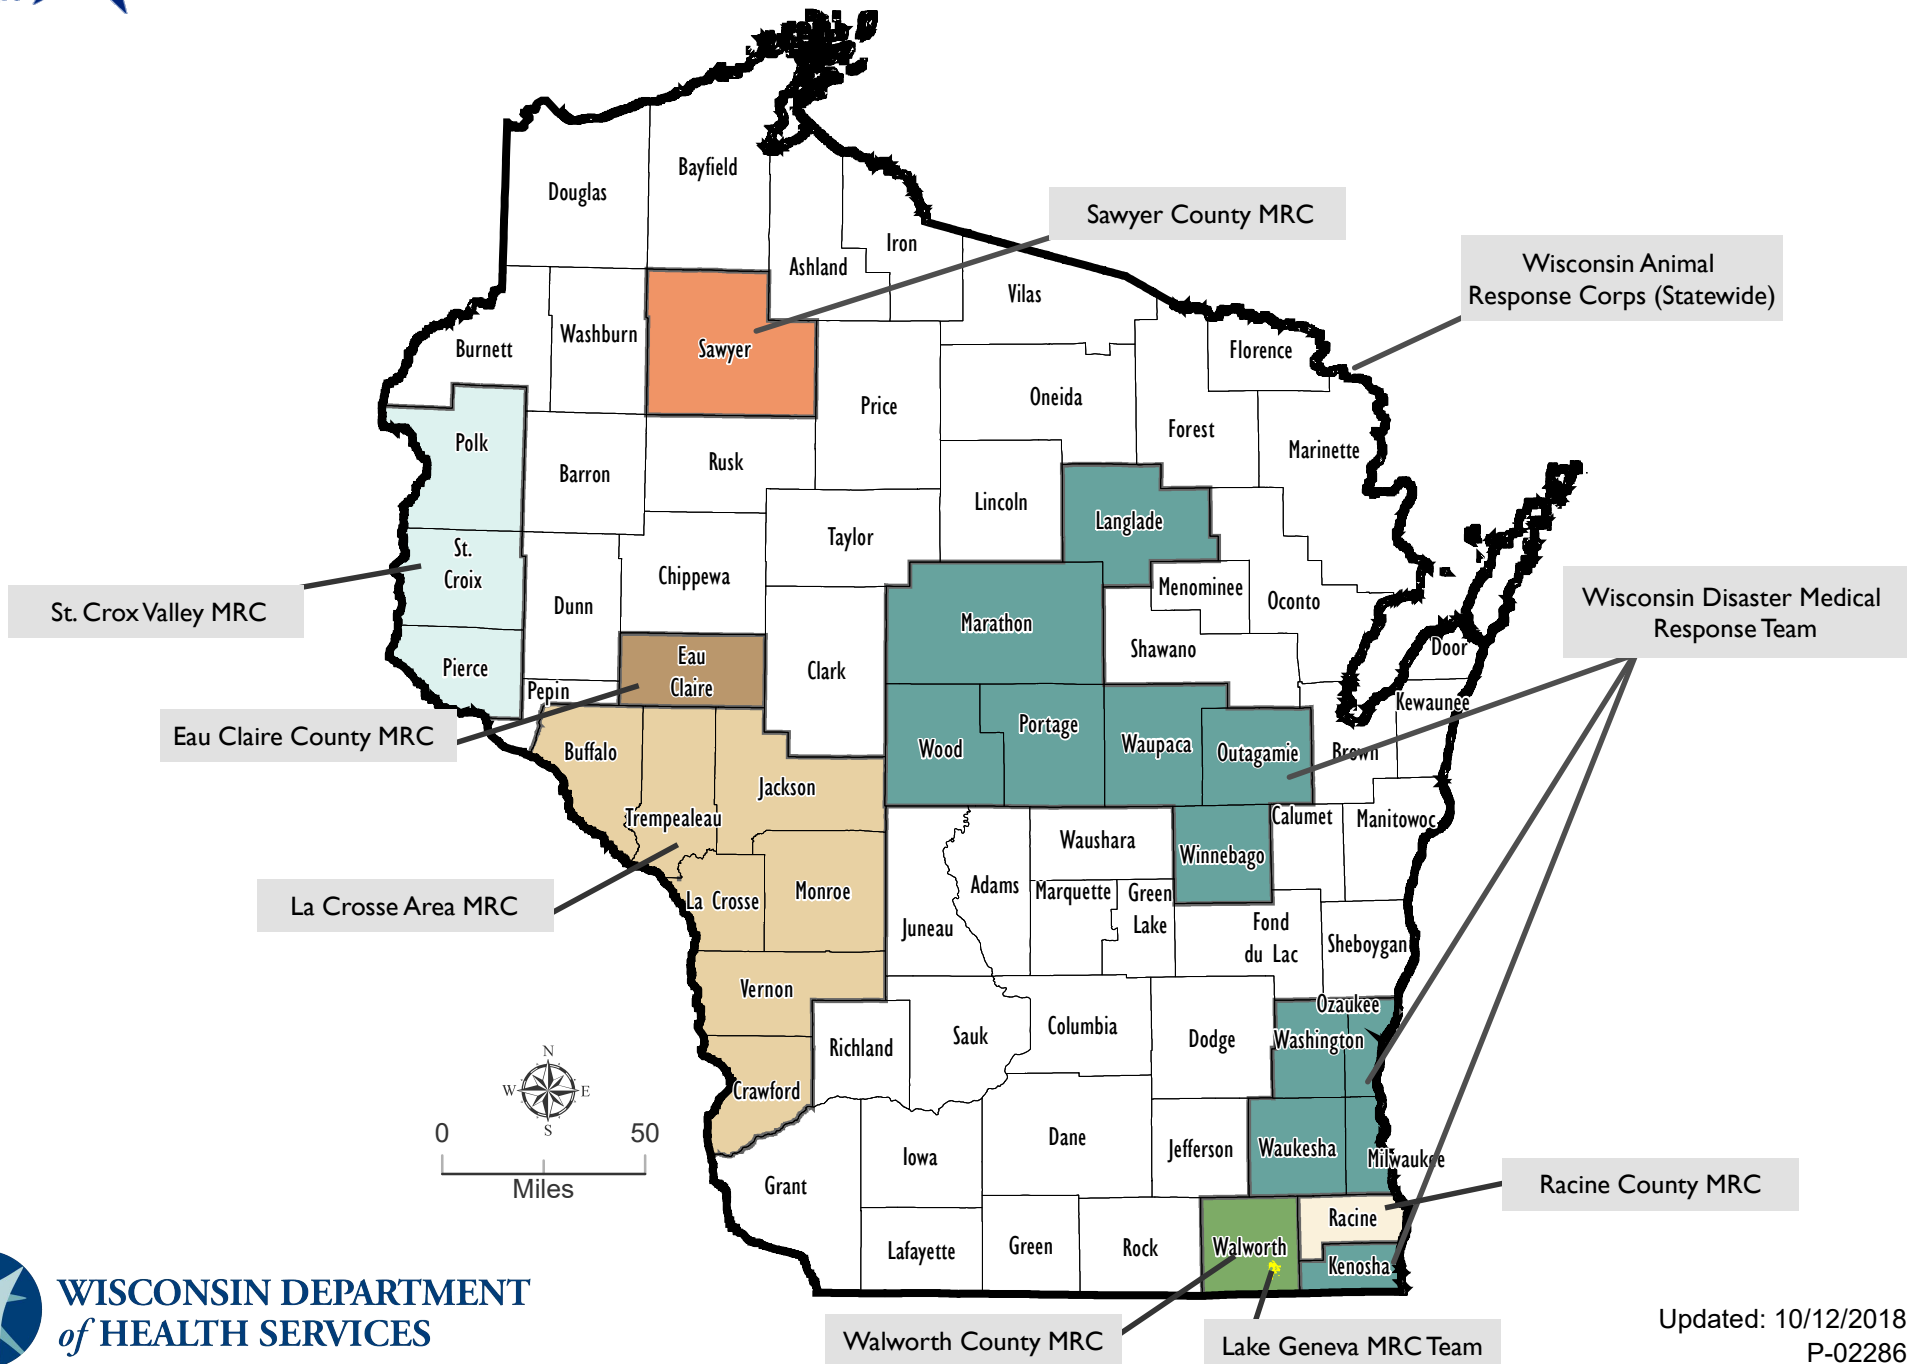 Bayfield
Douglas
Sawyer County MRC
Iron
Ashland
Wisconsin Animal
Response Corps (Statewide)
Vilas
Washburn
Burnett
Sawyer
Florence
Price
Oneida
Forest
Polk
Marinette
Rusk
Barron
Lincoln
Langlade
Taylor
St.
Croix
Chippewa
Menominee
Oconto
Dunn
St. Crox Valley MRC
Wisconsin Disaster Medical
Response Team
Marathon
Shawano
Door
Eau
Claire
Clark
Pierce
Pepin
Kewaunee
Eau Claire County MRC
Buffalo
Wood
Portage
Waupaca
Outagamie
Brown
Jackson
Trempealeau
Calumet
Manitowoc
Waushara
Winnebago
La Crosse Area MRC
La Crosse
Monroe
Adams
Marquette
Green
Lake
Juneau
Fond
du Lac
Sheboygan
Vernon
Ozaukee
Washington
Columbia
Sauk
Dodge
Richland
Crawford
N
W
E
S
0
50
Miles
Dane
Iowa
Jefferson
Waukesha
Milwaukee
Grant
Racine County MRC
Racine
Lafayette
Green
Rock
Walworth
Kenosha
WISCONSIN DEPARTMENT
of HEALTH SERVICES
Walworth County MRC
Lake Geneva MRC Team
Updated: 10/12/2018
P-02286